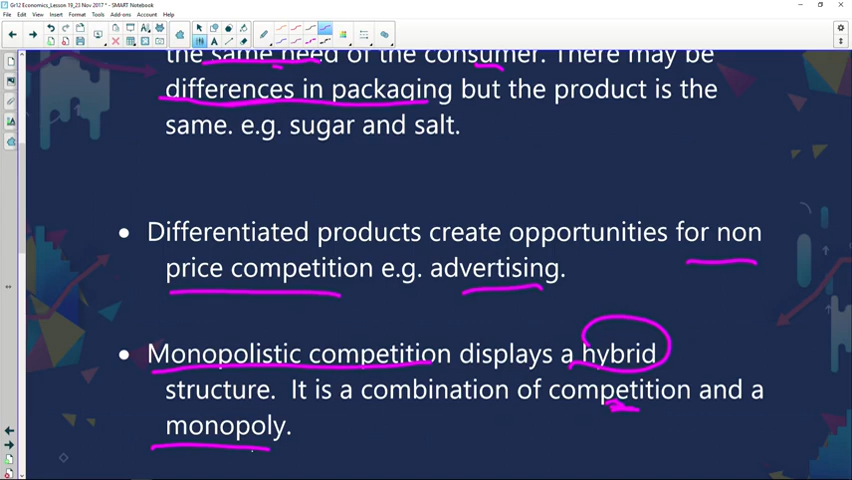 Gr12 Economics_Lesson 19_23 Nov 2017 * - SMART Notebook
File Edit View Insert Format Tools Add-ons Account Help
the same need of the consumer. There may be
differences in packaging but the product is the
same. e.g. sugar and salt.
• Differentiated products create opportunities for non
price competition e.g. advertising.
• Monopolistic competition displays a hybrid
structure.  It is a combination of competition and a
monopoly.